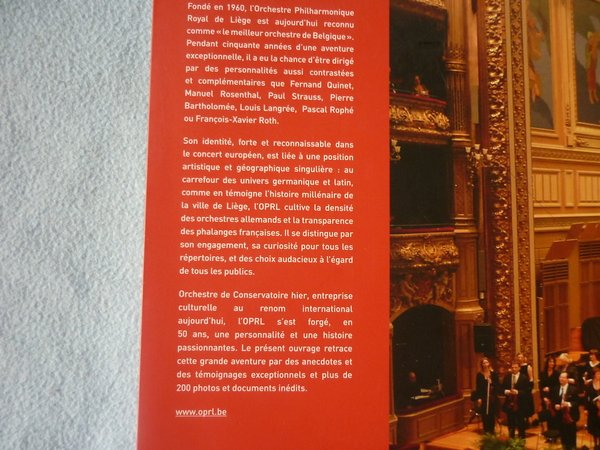 Fondé en 1960, l'Orchestre Philharmonique
Royal de Liège est aujourd'hui reconnu
comme « le meilleur orchestre de Belgique ».
Pendant cinquante années d'une aventure
exceptionnelle, il a eu la chance d'être dirigé
par des personnalités aussi contrastées
et complémentaires que Fernand Quinet,
Manuel Rosenthal, Paul Strauss, Pierre
Bartholomée, Louis Langrée, Pascal Rophé
ou François-Xavier Roth.
Son identité, forte et reconnaissable dans
le concert européen, est liée à une position
artistique et géographique singulière : au
carrefour des univers germanique et latin,
comme en témoigne l'histoire millénaire de
la ville de Liège, l'OPRL cultive la densité
des orchestres allemands et la transparence
des phalanges françaises. Il se distingue par
son engagement, sa curiosité pour tous les
répertoires, et des choix audacieux à l'égard
de tous les publics.
Orchestre de Conservatoire hier, entreprise
culturelle au renom international
aujourd'hui, l'OPRL s'est forgé, en
50 ans, une personnalité et une histoire
passionnantes. Le présent ouvrage retrace
cette grande aventure par des anecdotes et
des témoignages exceptionnels et plus de
200 photos et documents inédits.
www.oprl.be